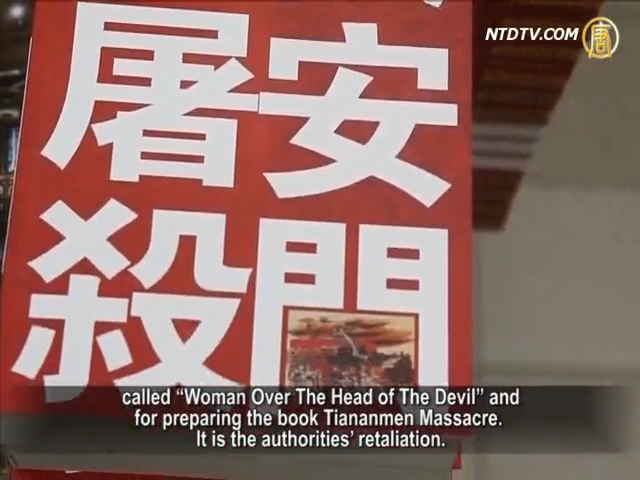 NTDTV.COM
唐
安門
屠殺
called “Woman Over The Head of The Devil” and
for preparing the book Tiananmen Massacre.
It is the authorities’ retaliation.